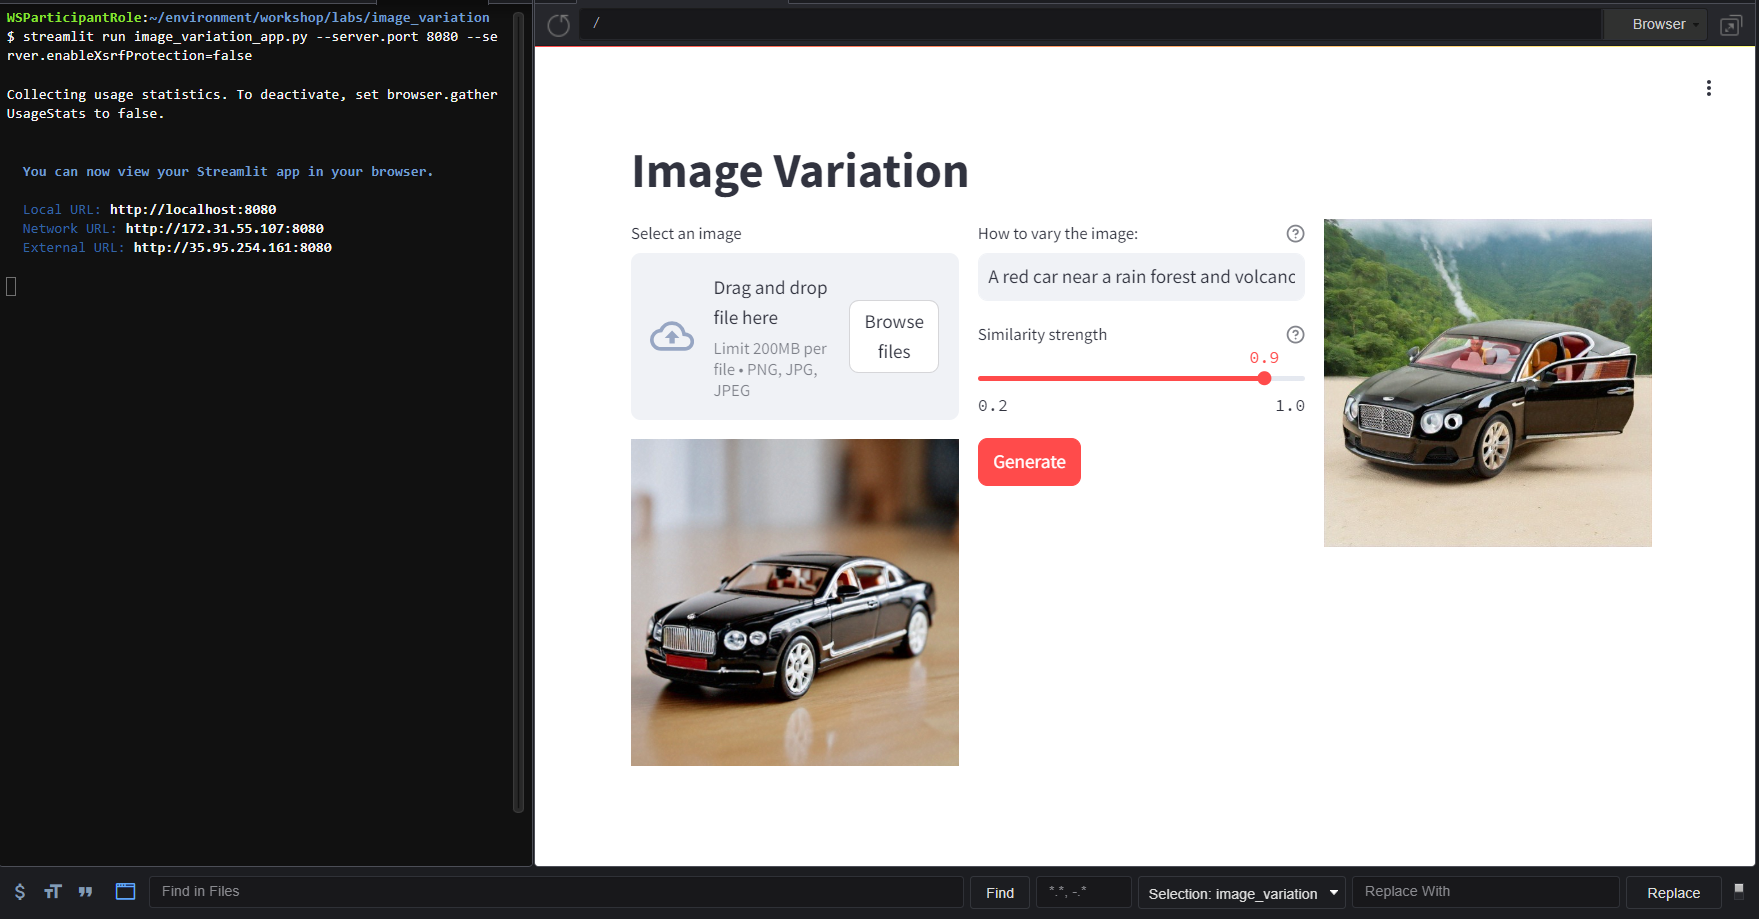 WSParticipantRole:~/environment/workshop/labs/image_variation
$ streamlit run image_variation_app.py --server.port 8080 --se
rver.enableXsrfProtection=false
Collecting usage statistics. To deactivate, set browser.gather
UsageStats to false.
You can now view your Streamlit app in your browser.
Local URL: http://localhost:8080
Network URL: http://172.31.55.107:8080
External URL: http://35.95.254.161:8080
/
Browser
Image Variation
Select an image
Drag and drop
file here
Limit 200MB per
file • PNG, JPG,
JPEG
Browse
files
How to vary the image:
A red car near a rain forest and volcano
Similarity strength
0.9
0.2
1.0
Generate
Find in Files
Find
*.*, -.*
Selection: image_variation
Replace With
Replace